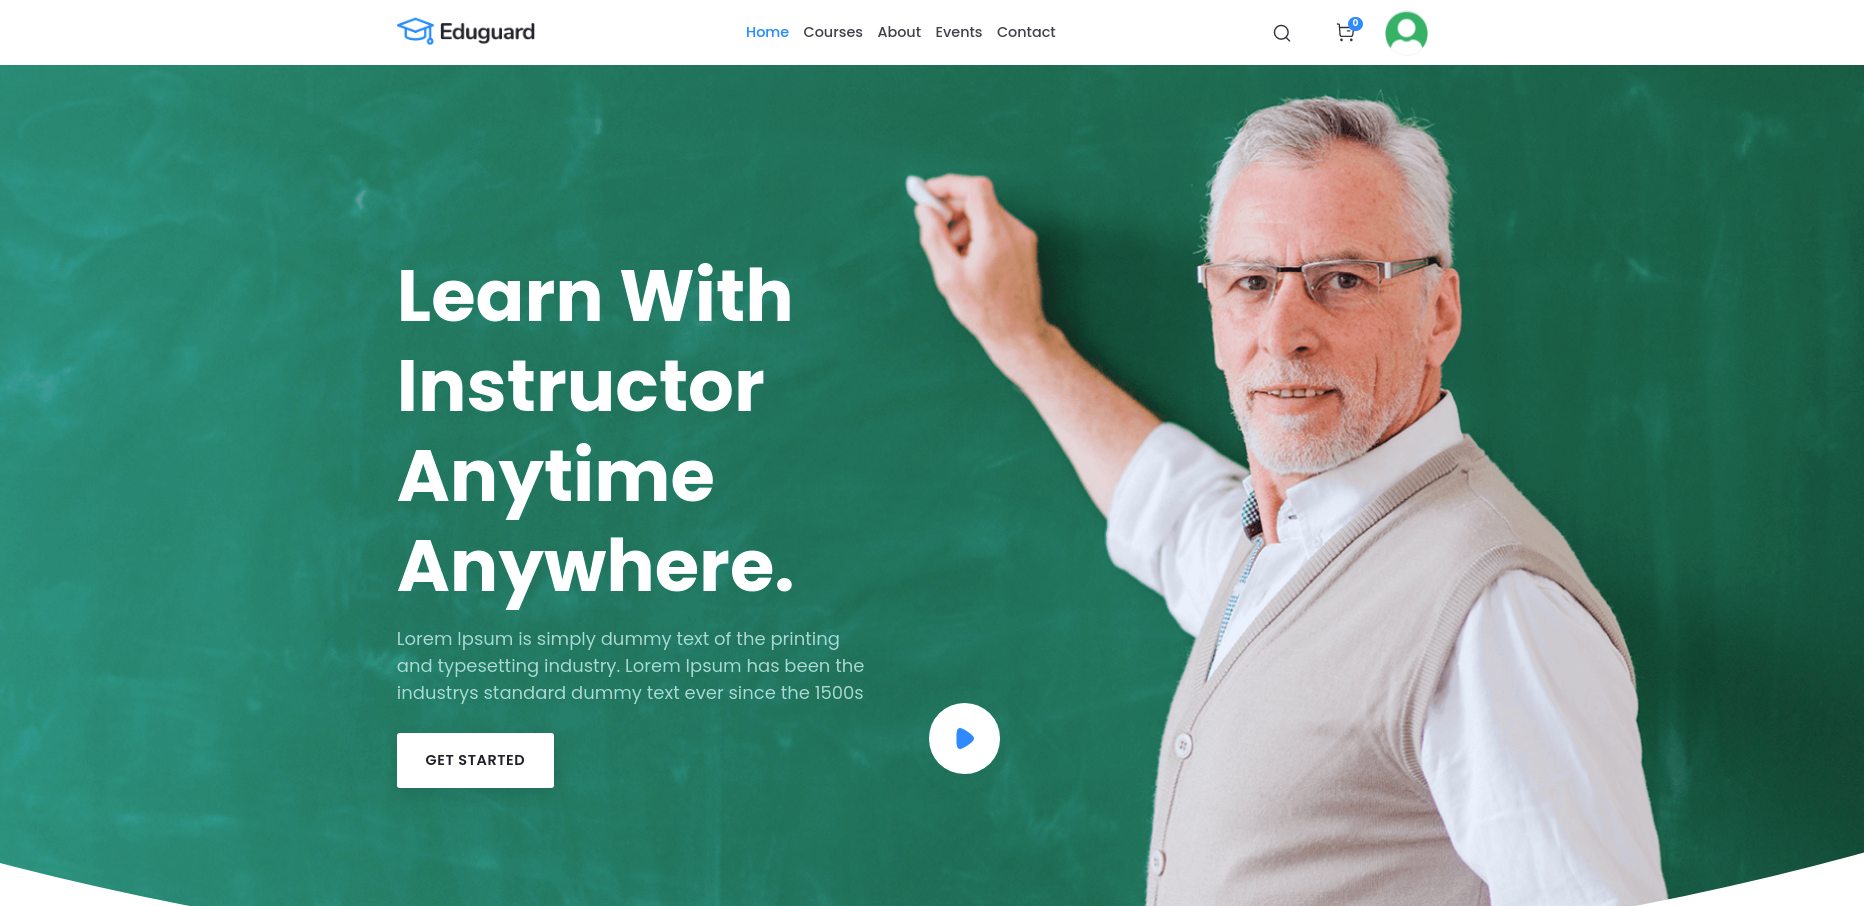 Eduguard
Home Courses About Events Contact
0
Learn With
Instructor
Anytime
Anywhere.
Lorem Ipsum is simply dummy text of the printing
and typesetting industry. Lorem Ipsum has been the
industrys standard dummy text ever since the 1500s
GET STARTED